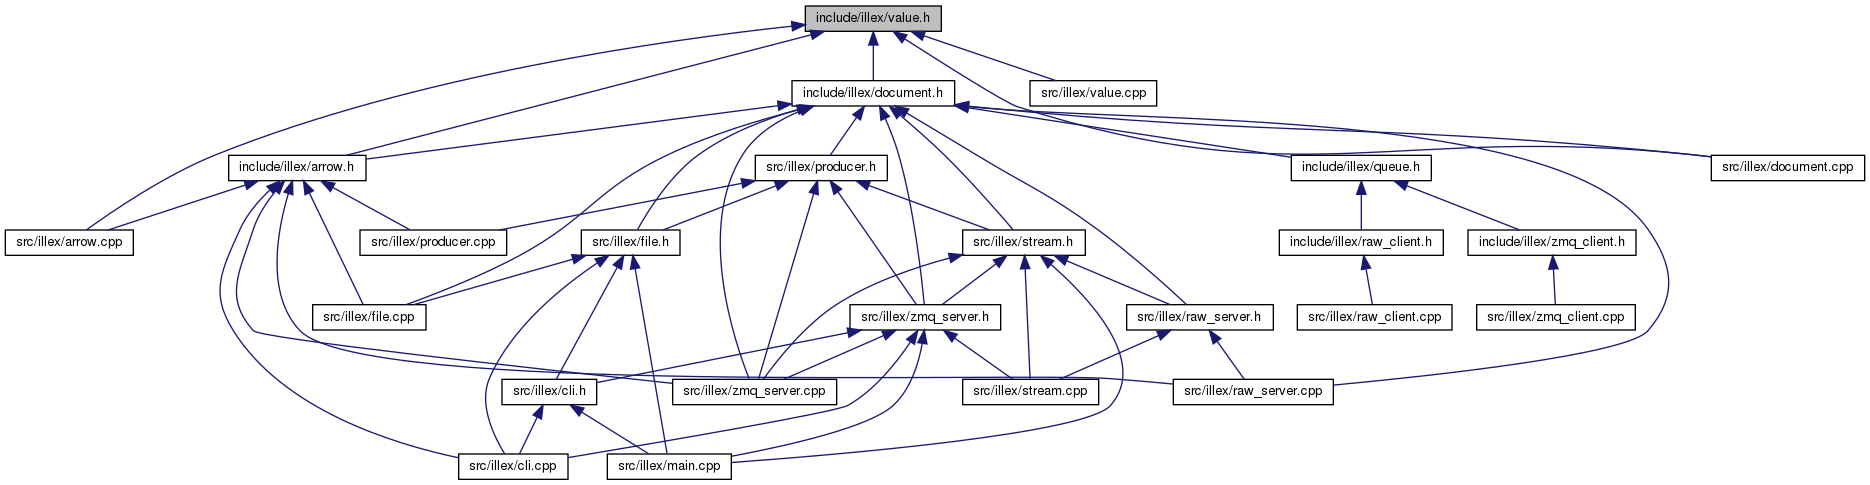 include/illex/value.h
include/illex/document.h
src/illex/value.cpp
include/illex/arrow.h
src/illex/producer.h
include/illex/queue.h
src/illex/document.cpp
src/illex/arrow.cpp
src/illex/producer.cpp
src/illex/file.h
src/illex/stream.h
include/illex/raw_client.h
include/illex/zmq_client.h
src/illex/file.cpp
src/illex/zmq_server.h
src/illex/raw_server.h
src/illex/raw_client.cpp
src/illex/zmq_client.cpp
src/illex/cli.h
src/illex/zmq_server.cpp
src/illex/stream.cpp
src/illex/raw_server.cpp
src/illex/cli.cpp
src/illex/main.cpp